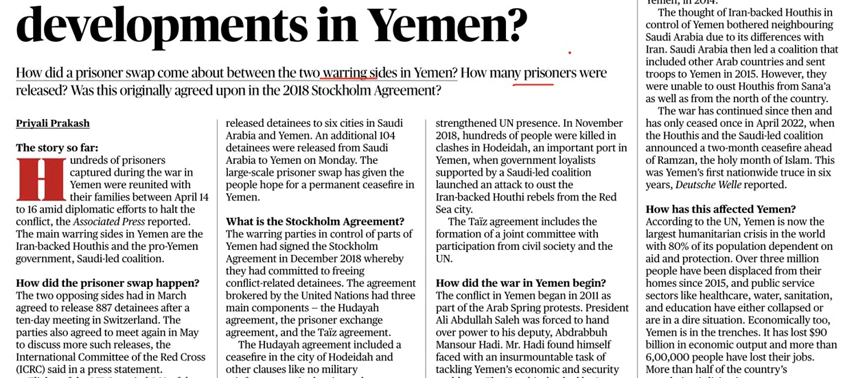 developments in Yemen?
How did a prisoner swap come about between the two warring sides in Yemen? How many prisoners were
released? Was this originally agreed upon in the 2018 Stockholm Agreement?
Priyali Prakash
The story so far:
Hundreds of prisoners
captured during the war in
Yemen were reunited with
their families between April 14
to 16 amid diplomatic efforts to halt the
conflict, the Associated Press reported.
The main warring sides in Yemen are the
Iran-backed Houthis and the pro-Yemen
government, Saudi-led coalition.
How did the prisoner swap happen?
The two opposing sides had in March
agreed to release 887 detainees after a
ten-day meeting in Switzerland. The
parties also agreed to meet again in May
to discuss more such releases, the
International Committee of the Red Cross
(ICRC) said in a press statement.
released detainees to six cities in Saudi
Arabia and Yemen. An additional 104
detainees were released from Saudi
Arabia to Yemen on Monday. The
large-scale prisoner swap has given the
people hope for a permanent ceasefire in
Yemen.
What is the Stockholm Agreement?
The warring parties in control of parts of
Yemen had signed the Stockholm
Agreement in December 2018 whereby
they had committed to freeing
conflict-related detainees. The agreement
brokered by the United Nations had three
main components — the Hudayah
agreement, the prisoner exchange
agreement, and the Taïz agreement.
The Hudayah agreement included a
ceasefire in the city of Hodeidah and
other clauses like no military
strengthened UN presence. In November
2018, hundreds of people were killed in
clashes in Hodeidah, an important port in
Yemen, when government loyalists
supported by a Saudi-led coalition
launched an attack to oust the
Iran-backed Houthi rebels from the Red
Sea city.
The Taïz agreement includes the
formation of a joint committee with
participation from civil society and the
UN.
How did the war in Yemen begin?
The conflict in Yemen began in 2011 as
part of the Arab Spring protests. President
Ali Abdullah Saleh was forced to hand
over power to his deputy, Abdrabbuh
Mansour Hadi. Mr. Hadi found himself
faced with an insurmountable task of
tackling Yemen's economic and security
Yemen, in 2014.
The thought of Iran-backed Houthis in
control of Yemen bothered neighbouring
Saudi Arabia due to its differences with
Iran. Saudi Arabia then led a coalition that
included other Arab countries and sent
troops to Yemen in 2015. However, they
were unable to oust Houthis from Sana'a
as well as from the north of the country.
The war has continued since then and
has only ceased once in April 2022, when
the Houthis and the Saudi-led coalition
announced a two-month ceasefire ahead
of Ramzan, the holy month of Islam. This
was Yemen's first nationwide truce in six
years, Deutsche Welle reported.
How has this affected Yemen?
According to the UN, Yemen is now the
largest humanitarian crisis in the world
with 80% of its population dependent on
aid and protection. Over three million
people have been displaced from their
homes since 2015, and public service
sectors like healthcare, water, sanitation,
and education have either collapsed or
are in a dire situation. Economically too,
Yemen is in the trenches. It has lost $90
billion in economic output and more than
6,00,000 people have lost their jobs.
More than half of the country's